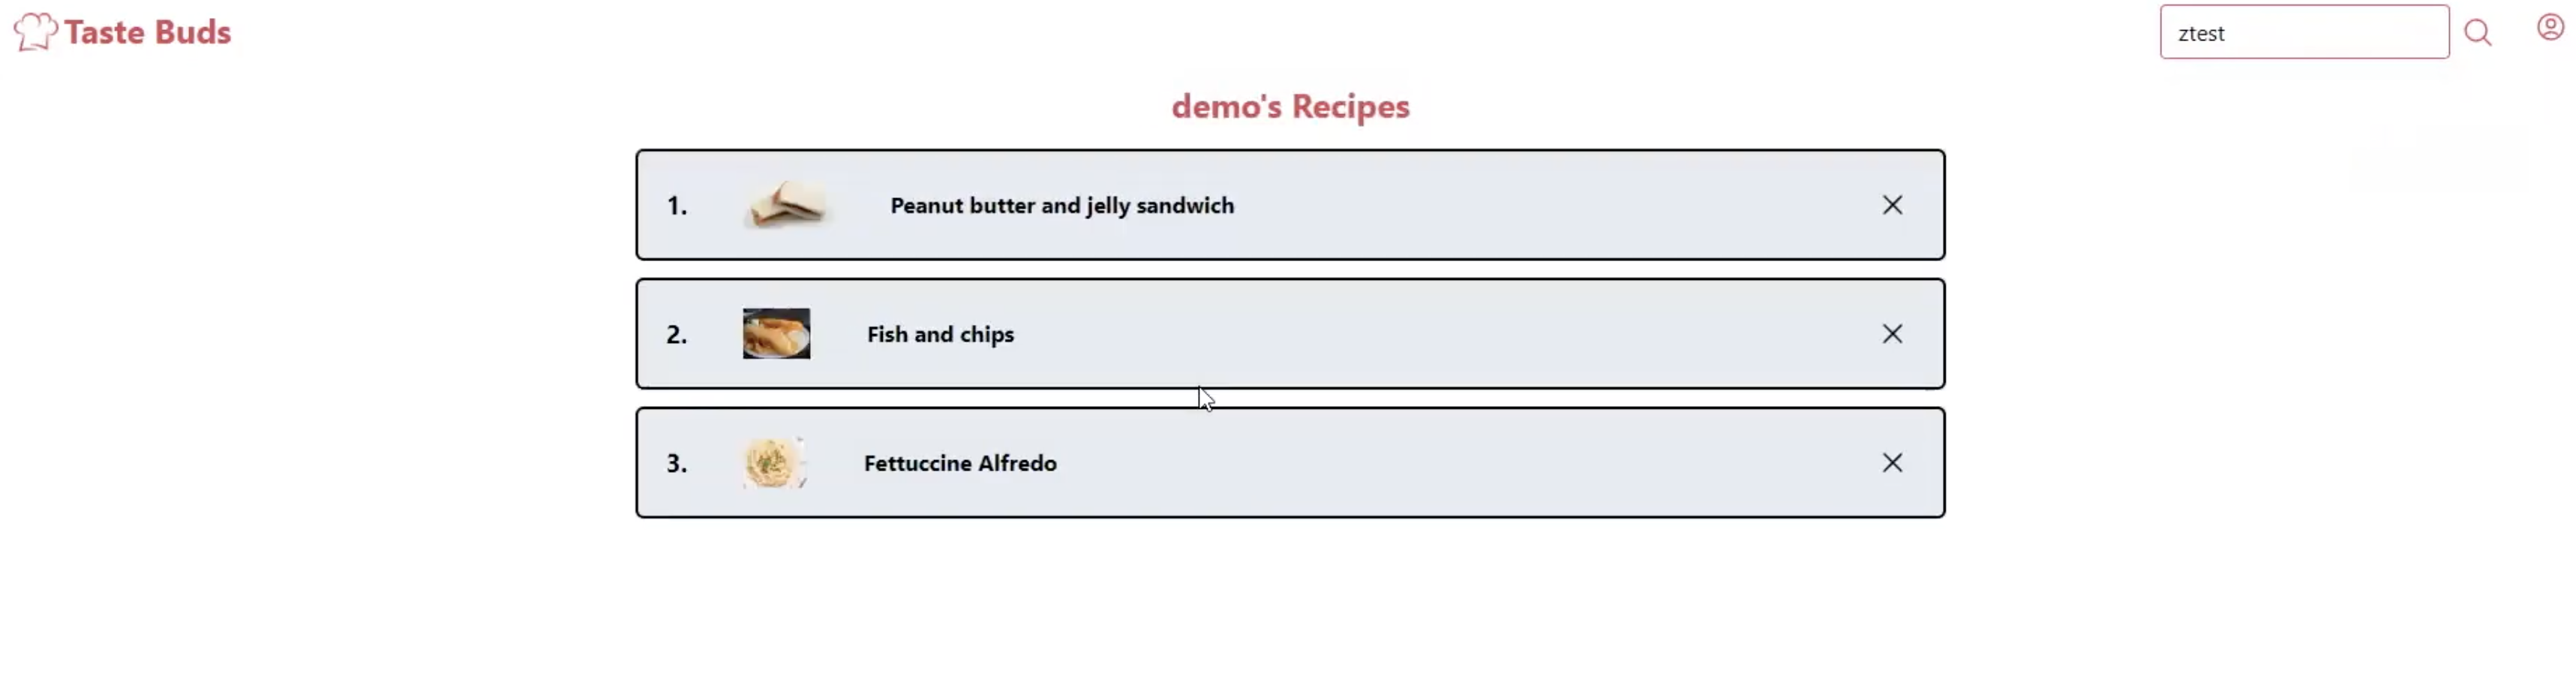 Taste Buds
ztest
demo's Recipes
1. Peanut butter and jelly sandwich
2. Fish and chips
3. Fettuccine Alfredo